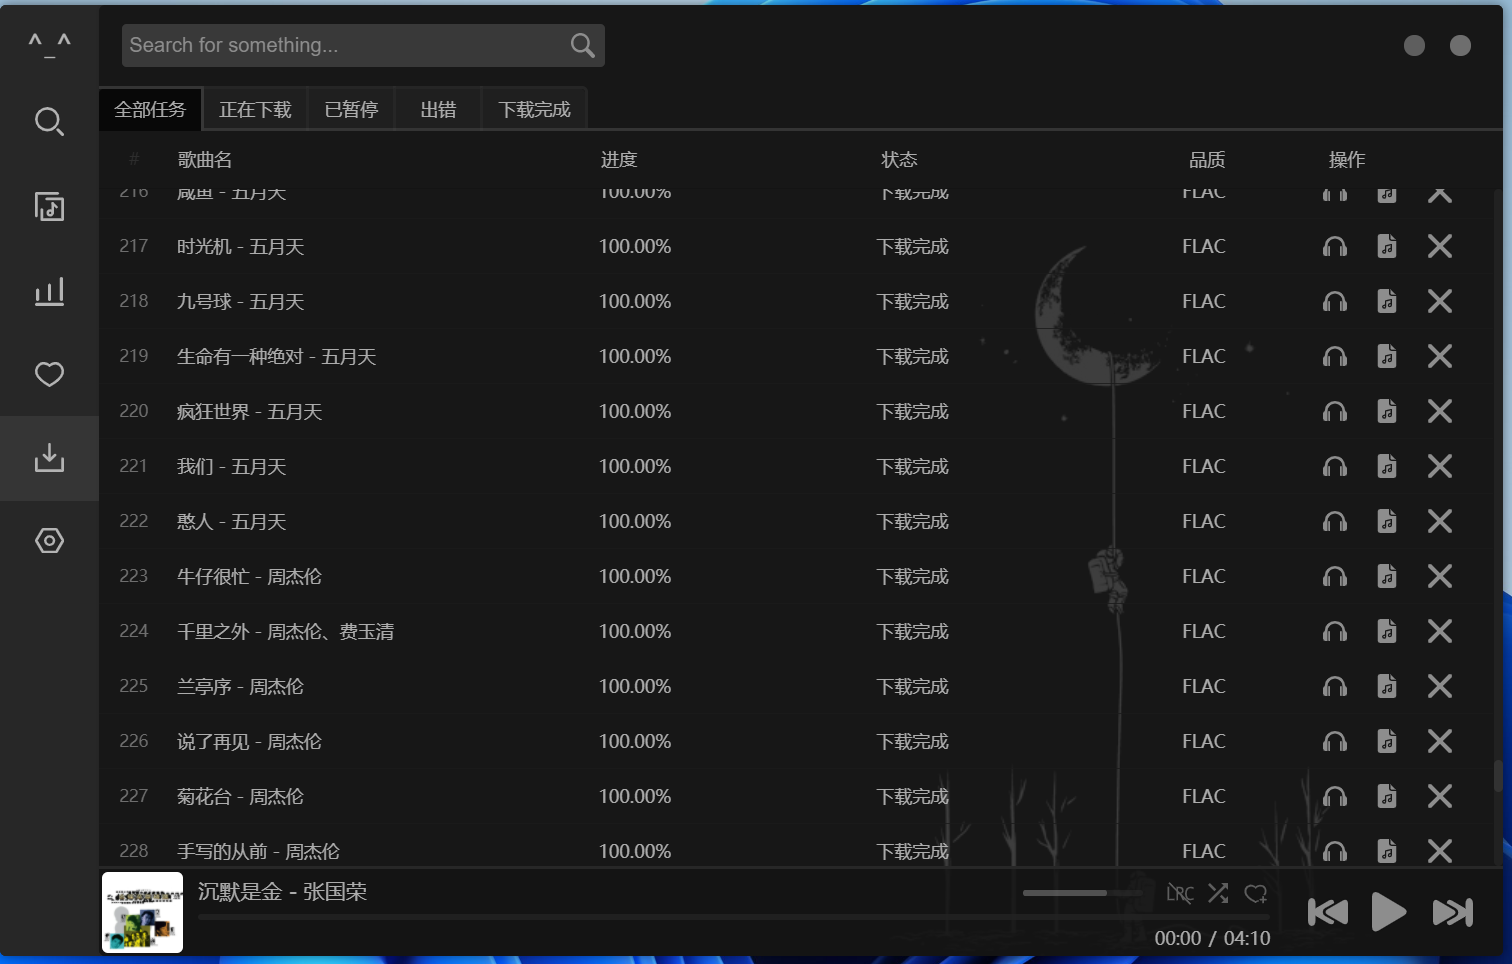 ^_^
Search for something...
全部任务 正在下载 已暂停 出错 下载完成
# 歌曲名 进度 状态 品质 操作
216 咸鱼 - 五月天 100.00% 下载完成 FLAC
217 时光机 - 五月天 100.00% 下载完成 FLAC
218 九号球 - 五月天 100.00% 下载完成 FLAC
219 生命有一种绝对 - 五月天 100.00% 下载完成 FLAC
220 疯狂世界 - 五月天 100.00% 下载完成 FLAC
221 我们 - 五月天 100.00% 下载完成 FLAC
222 憨人 - 五月天 100.00% 下载完成 FLAC
223 牛仔很忙 - 周杰伦 100.00% 下载完成 FLAC
224 千里之外 - 周杰伦、费玉清 100.00% 下载完成 FLAC
225 兰亭序 - 周杰伦 100.00% 下载完成 FLAC
226 说了再见 - 周杰伦 100.00% 下载完成 FLAC
227 菊花台 - 周杰伦 100.00% 下载完成 FLAC
228 手写的从前 - 周杰伦 100.00% 下载完成 FLAC
沉默是金 - 张国荣
LRC
00:00 / 04:10